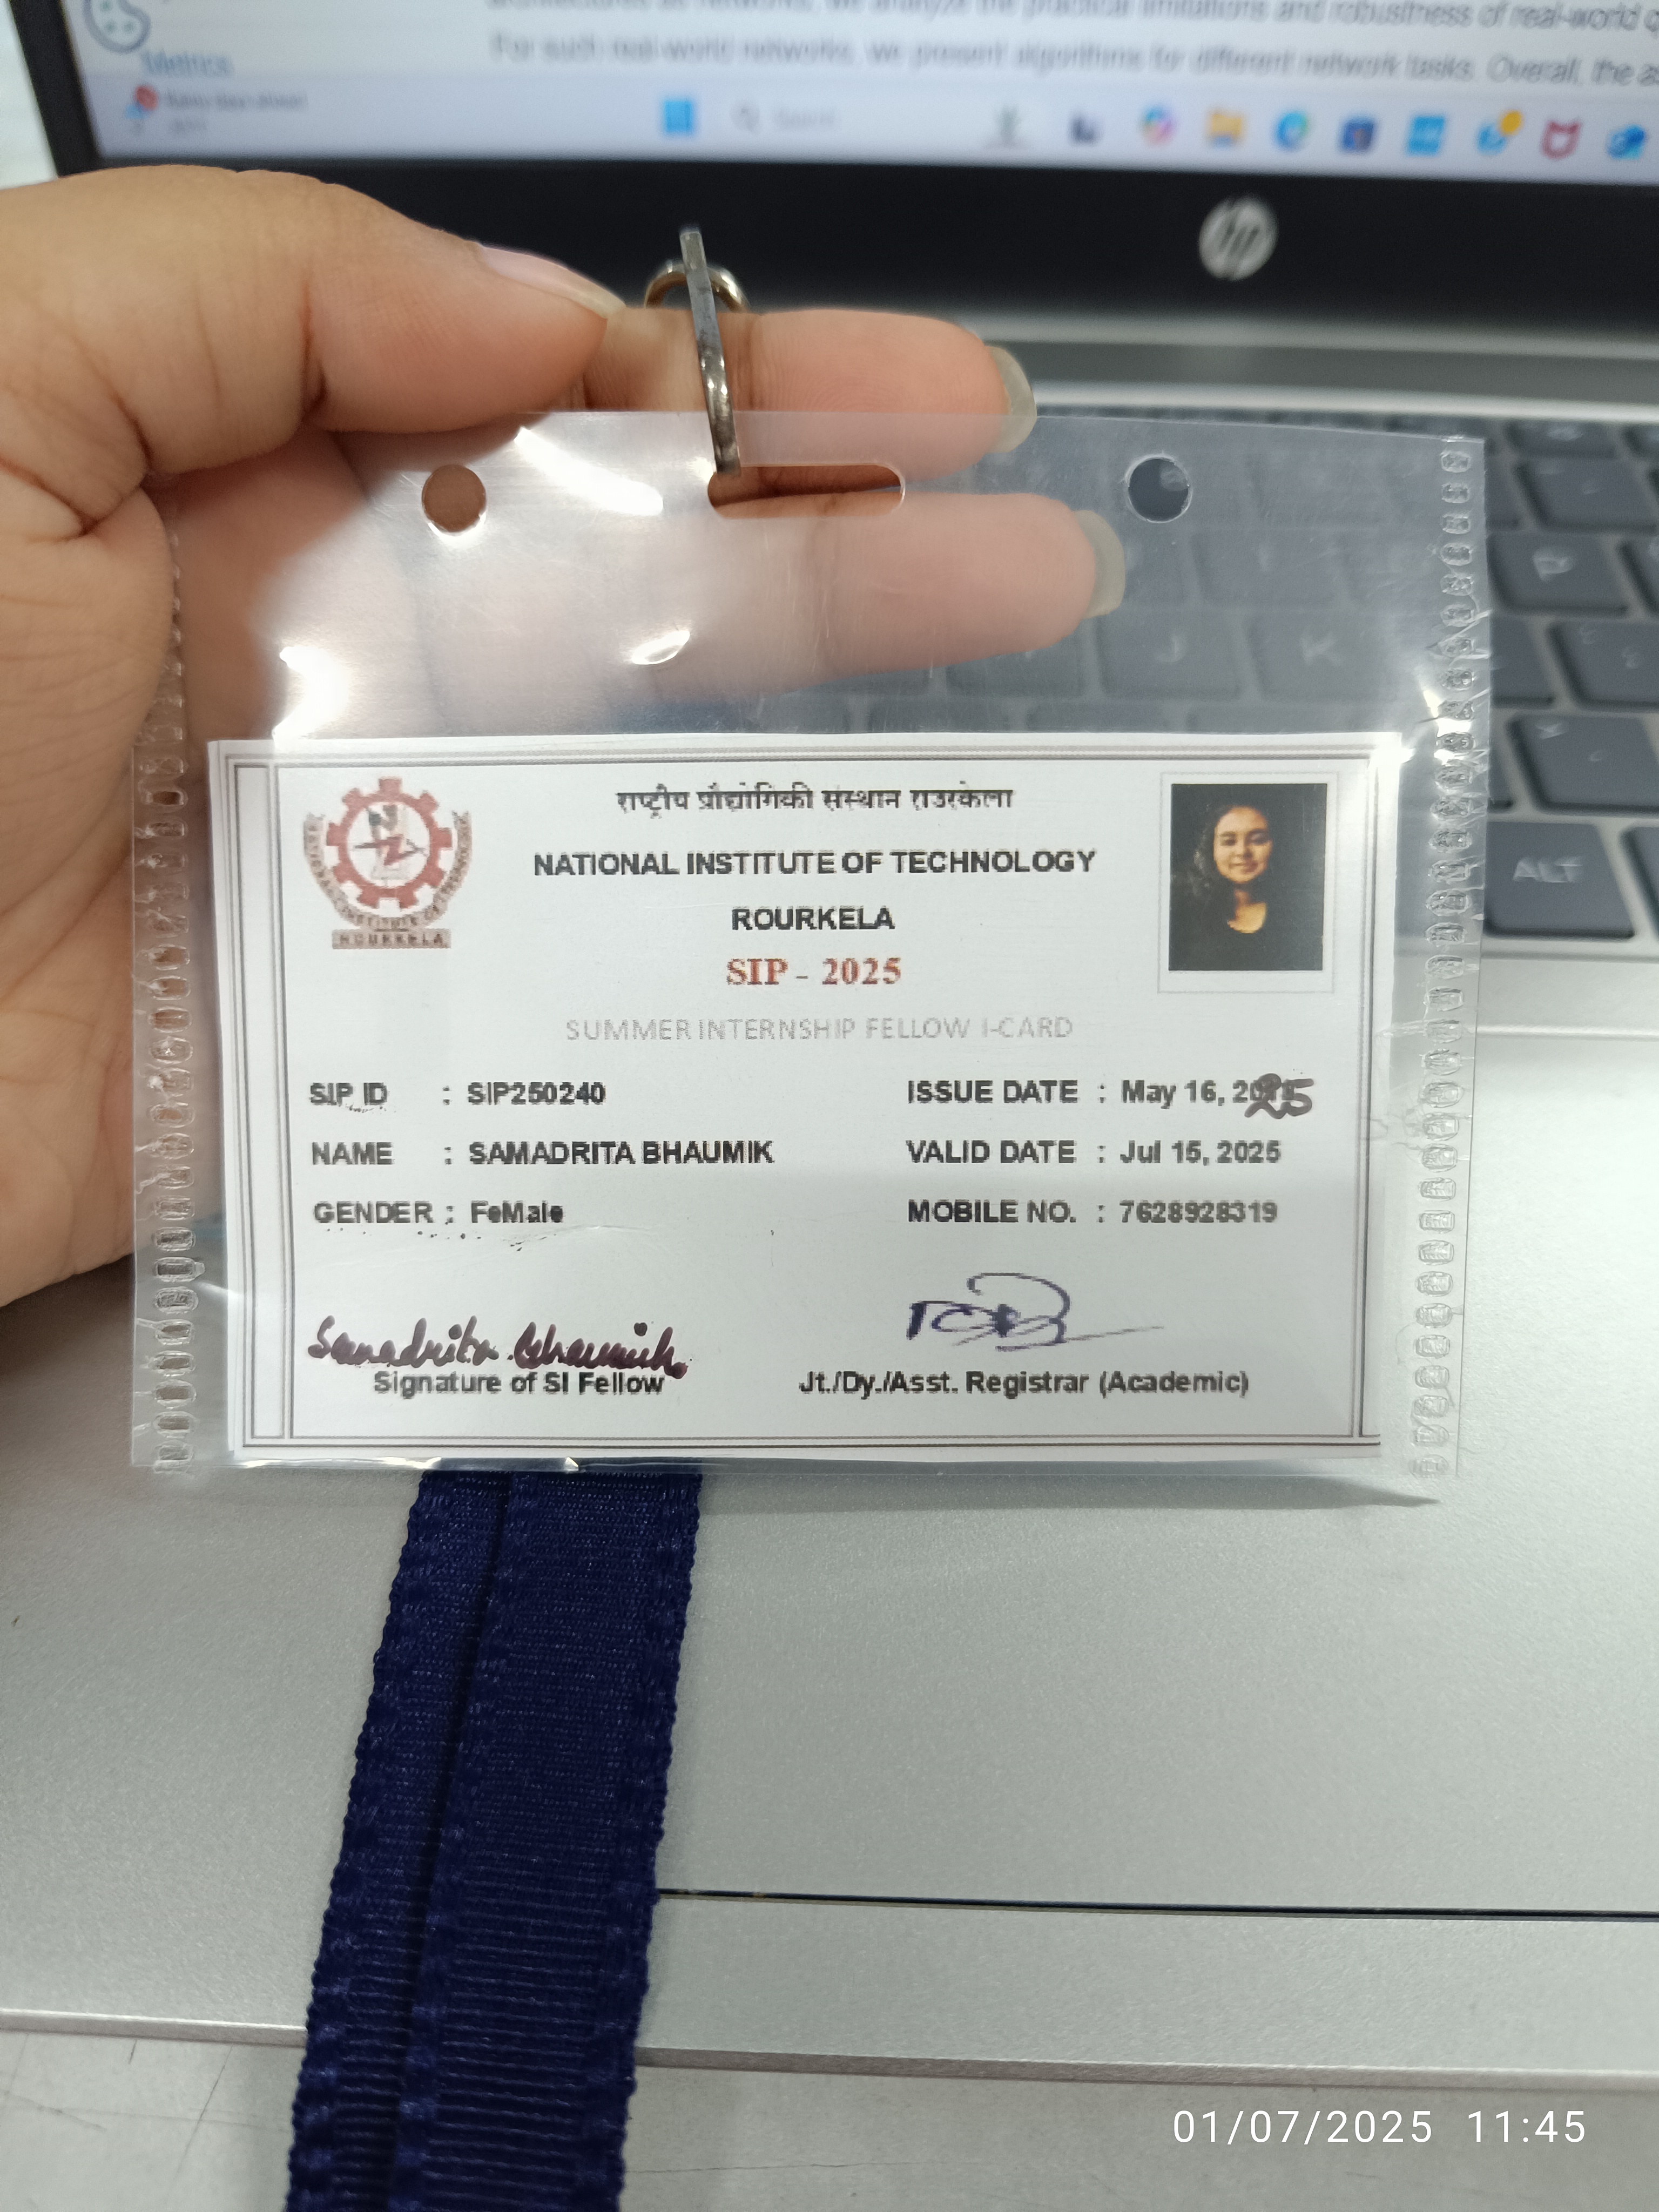 architectures as networks, we analyze the practical limitations and robustness of real-world
For such real-world networks, we present algorithms for different network tasks. Overall, the
Metrics
Search
hp
P
J K
ALT
राष्ट्रीय प्रौद्योगिकी संस्थान राउरकेला
NATIONAL INSTITUTE OF TECHNOLOGY
ROURKELA
ROURKELA
SIP - 2025
SUMMER INTERNSHIP FELLOW I-CARD
SIP ID : SIP250240 ISSUE DATE : May 16, 2025
NAME : SAMADRITA BHAUMIK VALID DATE : Jul 15, 2025
GENDER : FeMale MOBILE NO. : 7628928319
Samadrita Bhaumik
Signature of SI Fellow Jt./Dy./Asst. Registrar (Academic)
01/07/2025 11:45